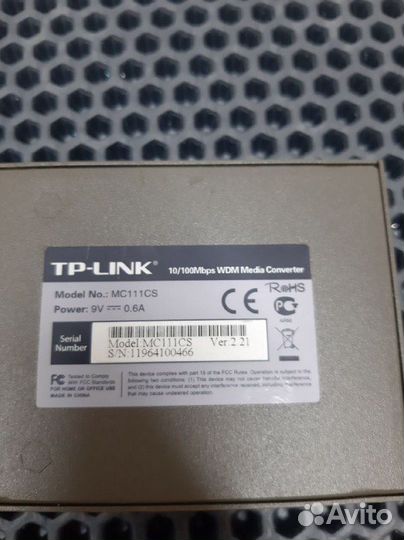 TP-LINK® 10/100Mbps WDM Media Converter
Model No.: MC111CS
Power: 9V ⎓ 0.6A
CE
RoHS
Serial Number
Model:MC111CS Ver:2.21
S/N:11964100466
FC Tested to Comply
With FCC Standards
FOR HOME OR OFFICE USE
MADE IN CHINA
This device complies with part 15 of the FCC Rules. Operation is subject to the
following two conditions: (1) This device may not cause harmful interference,
and (2) this device must accept any interference received, including interference
that may cause undesired operation.
Avito